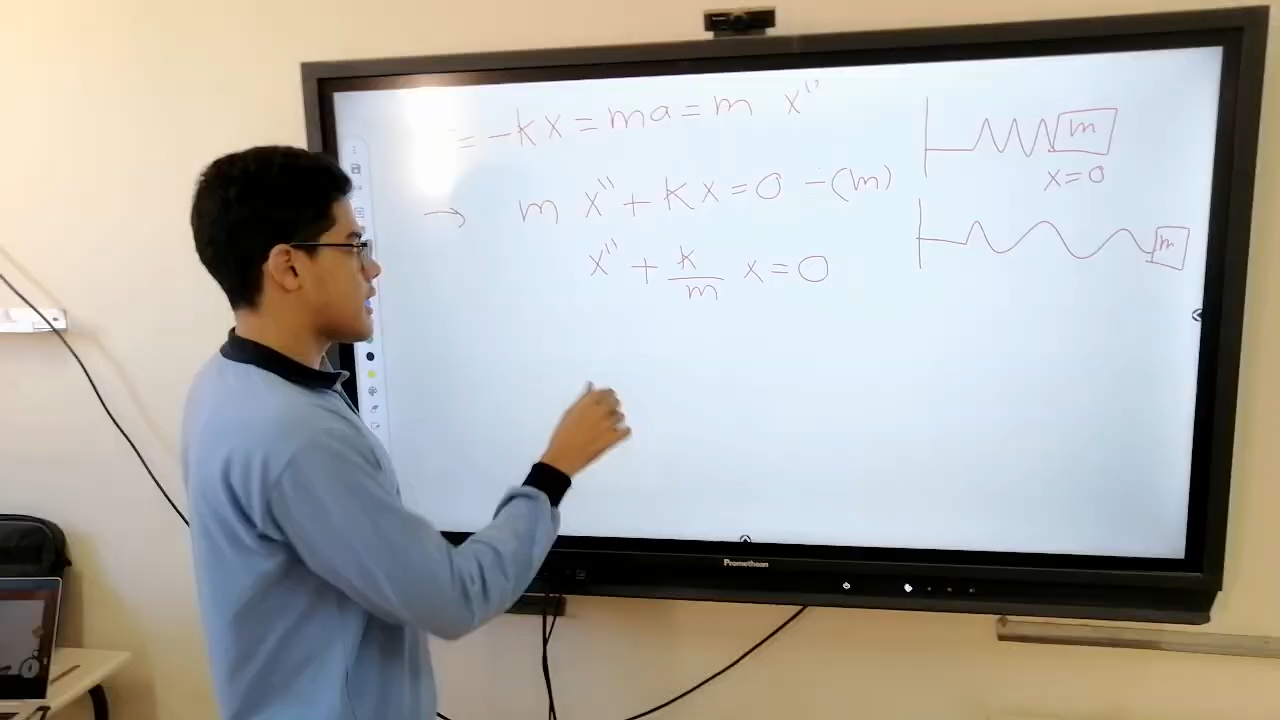 = -kx = ma = m x''
→ m x'' + kx = 0 ÷(m)
x'' + k/m x = 0
m
x=0
m
Promethean